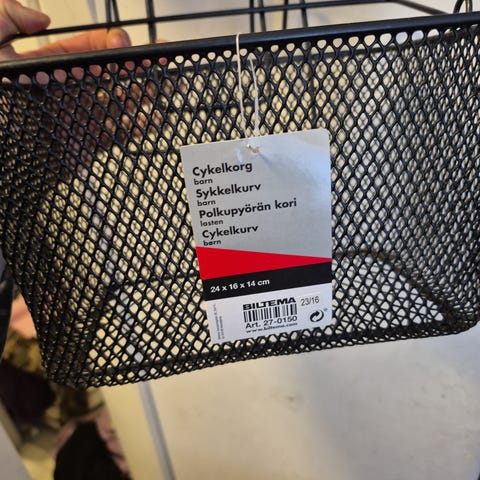 Cykelkorg
barn
Sykkelkurv
barn
Polkupyörän kori
lasten
Cykelkurv
børn
24 x 16 x 14 cm
BILTEMA 23/16
Art. 27-0150
www.biltema.com